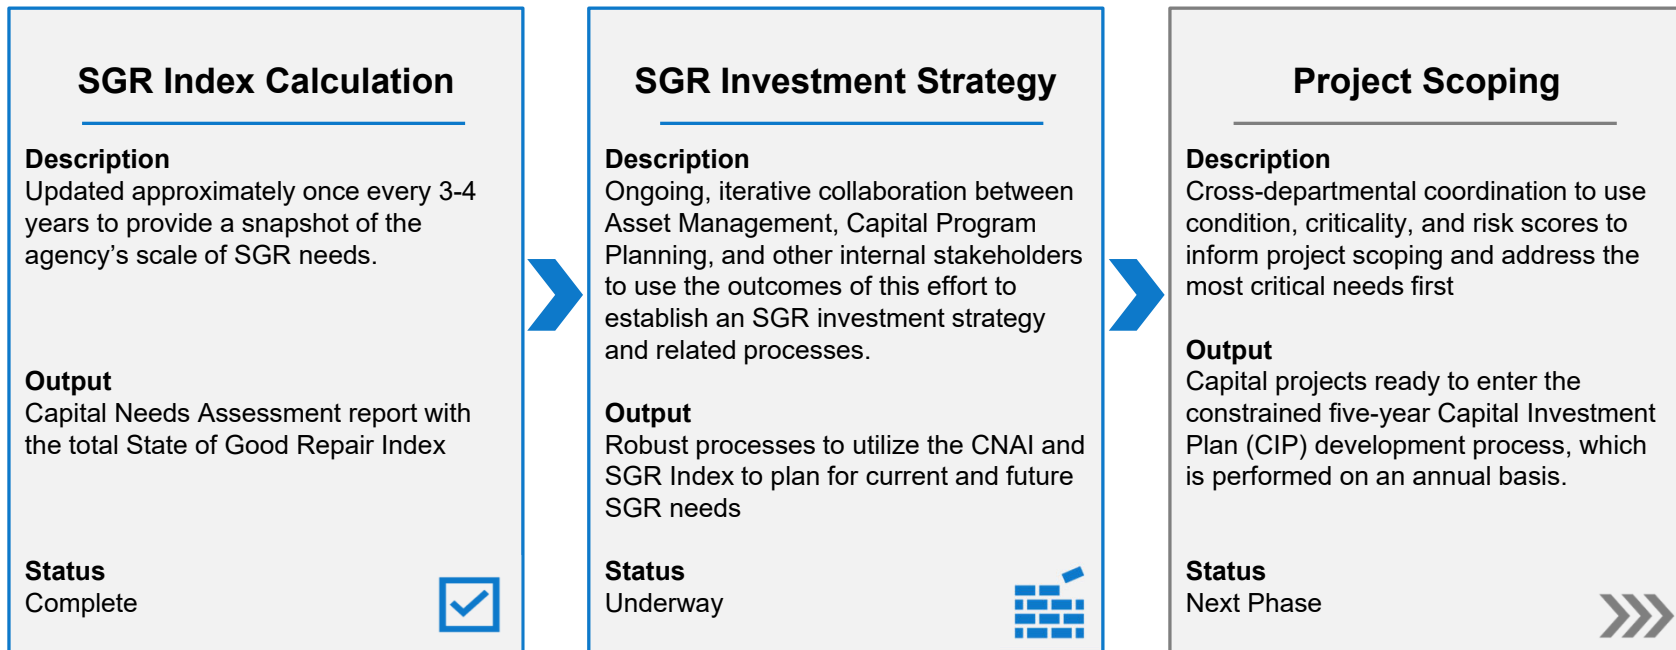 SGR Index Calculation
Description
Updated approximately once every 3-4
years to provide a snapshot of the
agency’s scale of SGR needs.
Output
Capital Needs Assessment report with
the total State of Good Repair Index
Status
Complete
SGR Investment Strategy
Description
Ongoing, iterative collaboration between
Asset Management, Capital Program
Planning, and other internal stakeholders
to use the outcomes of this effort to
establish an SGR investment strategy
and related processes.
Output
Robust processes to utilize the CNAI and
SGR Index to plan for current and future
SGR needs
Status
Underway
Project Scoping
Description
Cross-departmental coordination to use
condition, criticality, and risk scores to
inform project scoping and address the
most critical needs first
Output
Capital projects ready to enter the
constrained five-year Capital Investment
Plan (CIP) development process, which
is performed on an annual basis.
Status
Next Phase